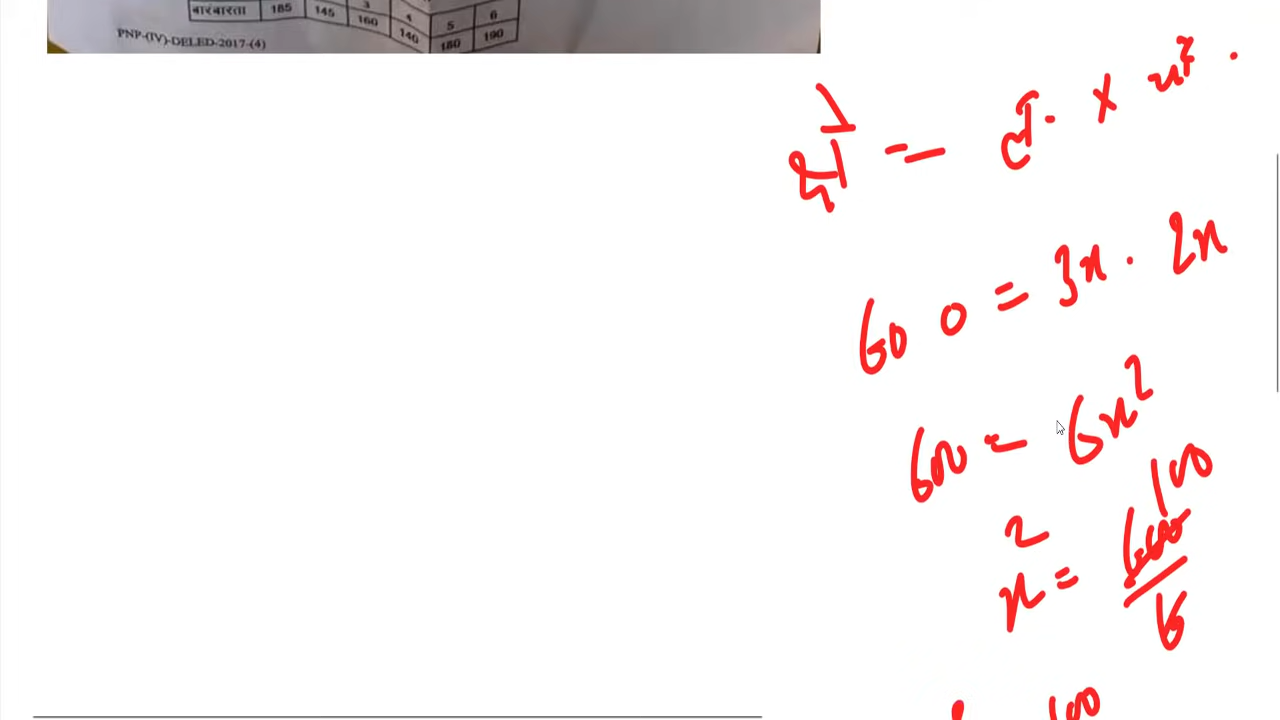 बारंबारता 185 145 3 160 4 140 5 180 6 190
PNP-(IV)-DELED-2017-(4)
600 = 3x . 2x
600 = 6x²
x² = 600/6 100
100